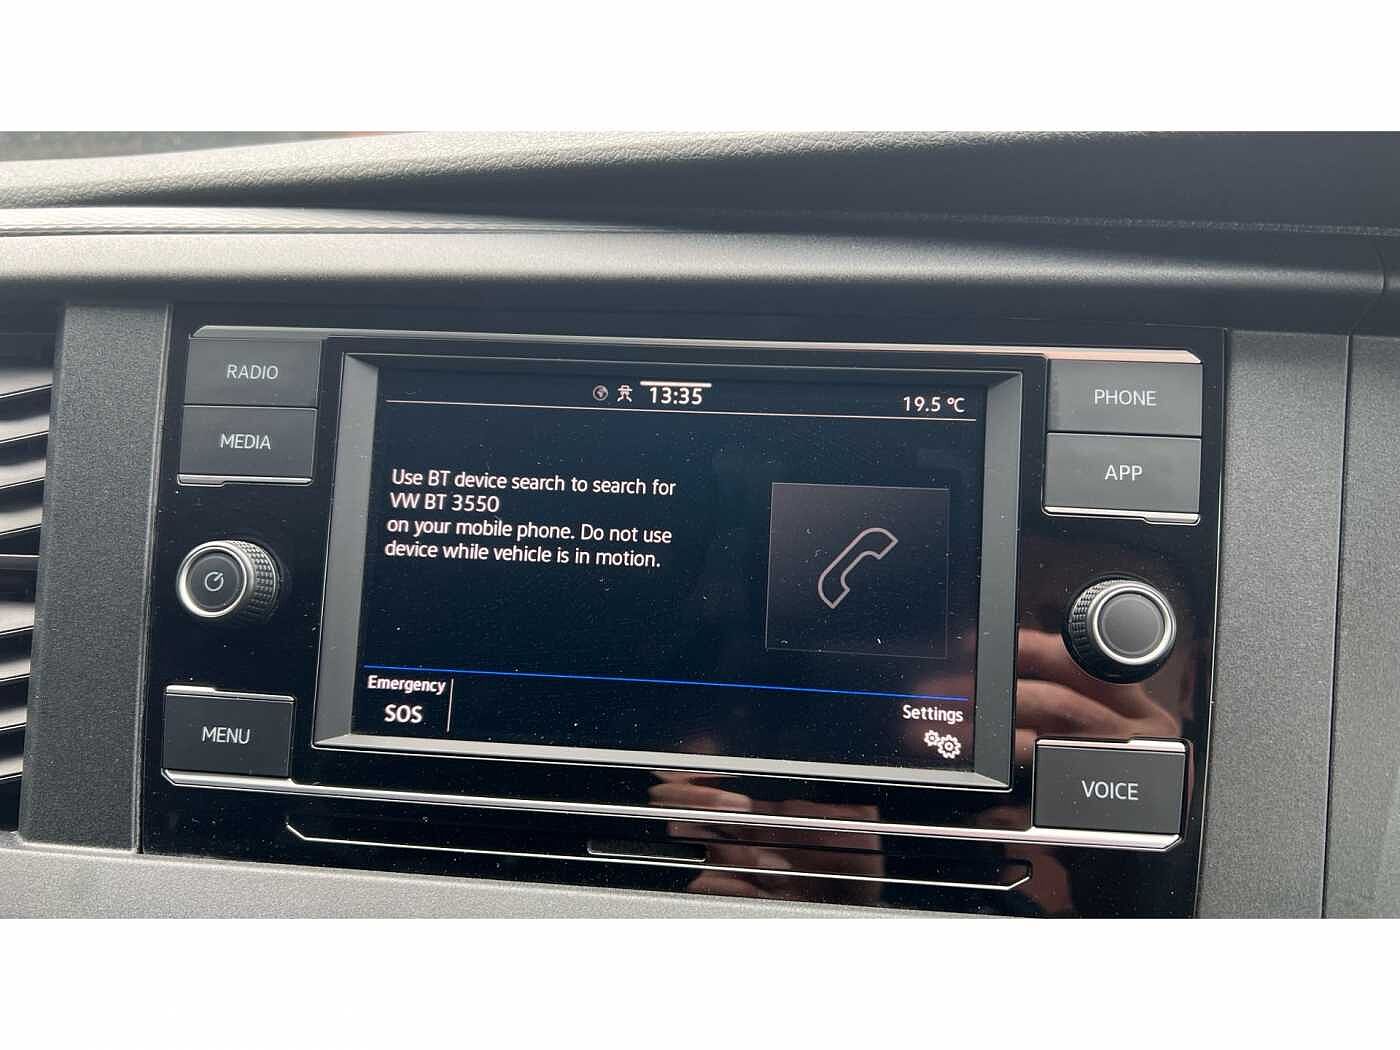 RADIO
MEDIA
MENU
13:35
19.5 °C
Use BT device search to search for
VW BT 3550
on your mobile phone. Do not use
device while vehicle is in motion.
Emergency
SOS
Settings
PHONE
APP
VOICE